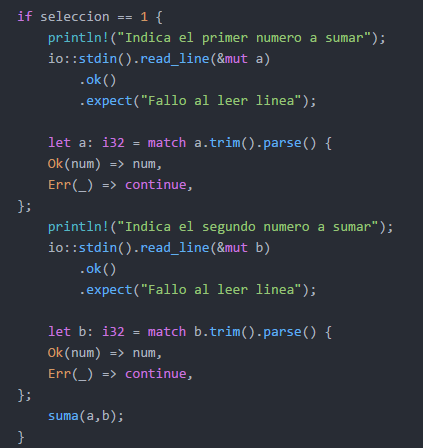 if seleccion == 1 {
    println!("Indica el primer numero a sumar");
    io::stdin().read_line(&mut a)
        .ok()
        .expect("Fallo al leer linea");

    let a: i32 = match a.trim().parse() {
    Ok(num) => num,
    Err(_) => continue,
};
    println!("Indica el segundo numero a sumar");
    io::stdin().read_line(&mut b)
        .ok()
        .expect("Fallo al leer linea");

    let b: i32 = match b.trim().parse() {
    Ok(num) => num,
    Err(_) => continue,
};
    suma(a,b);
}